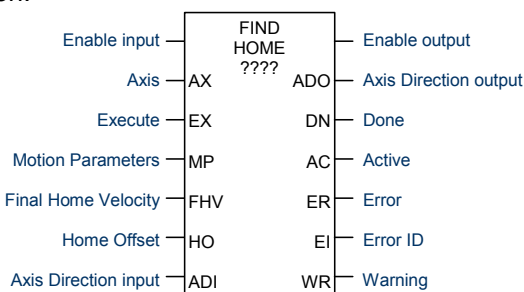 FIND
HOME
????
Enable input
Enable output
Axis
AX
ADO
Axis Direction output
Execute
EX
DN
Done
Motion Parameters
MP
AC
Active
Final Home Velocity
FHV
ER
Error
Home Offset
HO
EI
Error ID
Axis Direction input
ADI
WR
Warning